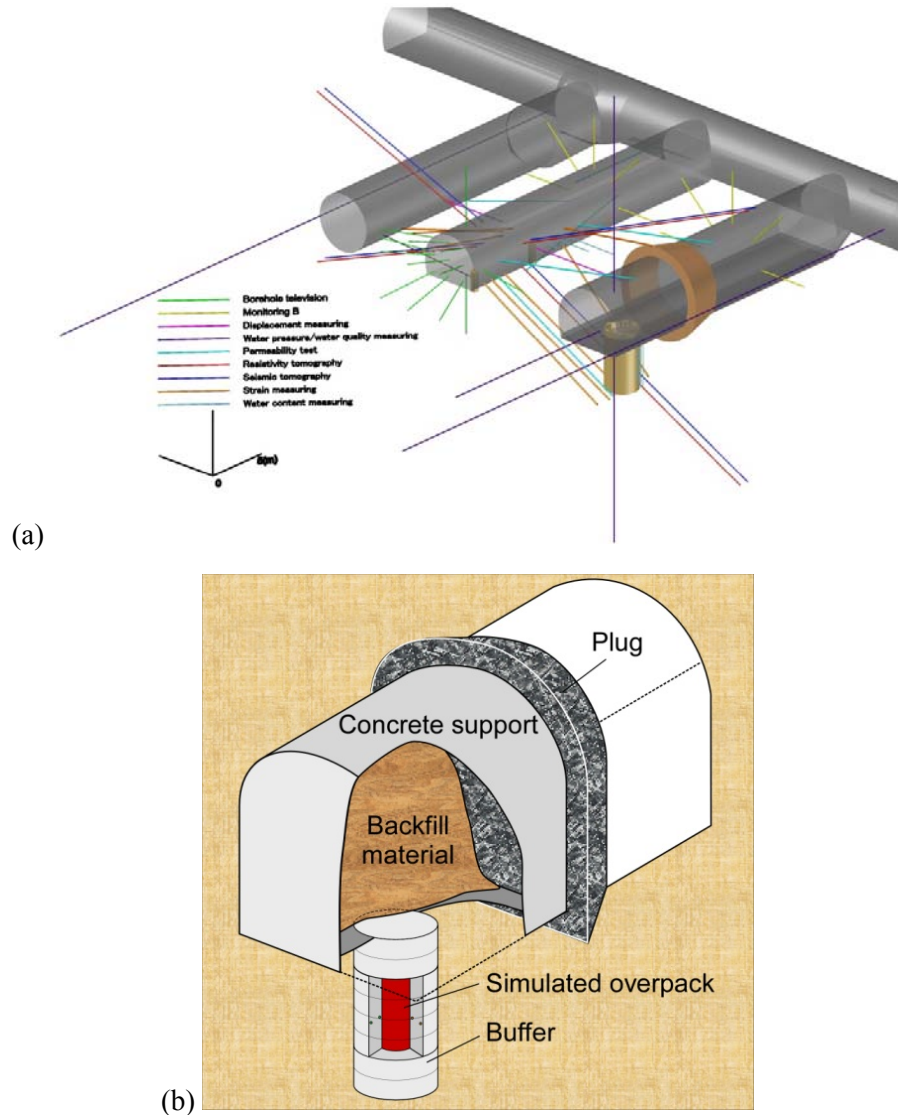 Borehole television
Monitoring B
Displacement measuring
Water pressure/water quality measuring
Permeability test
Resistivity tomography
Seismic tomography
Strain measuring
Water content measuring
0
(a)
Plug
Concrete support
Backfill
material
Simulated overpack
Buffer
(b)